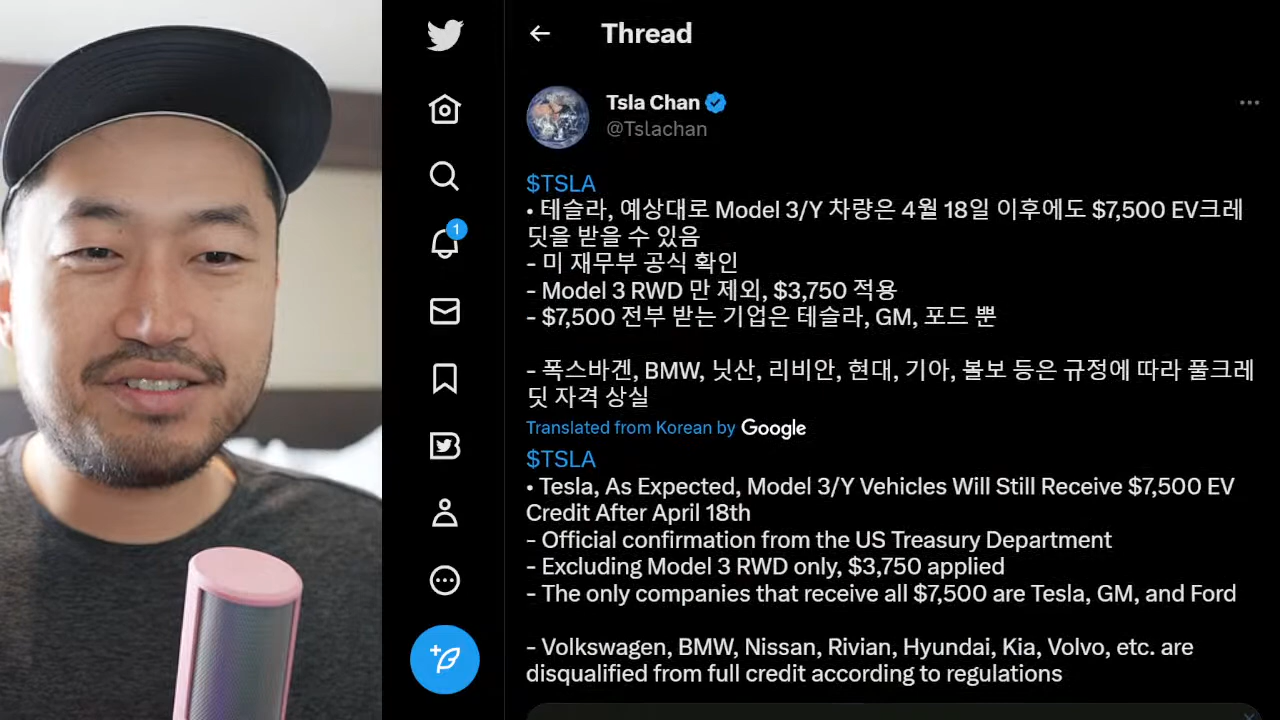 Thread
Tsla Chan
@Tslachan
1
$TSLA
• 테슬라, 예상대로 Model 3/Y 차량은 4월 18일 이후에도 $7,500 EV크레
딧을 받을 수 있음
- 미 재무부 공식 확인
- Model 3 RWD 만 제외, $3,750 적용
- $7,500 전부 받는 기업은 테슬라, GM, 포드 뿐
- 폭스바겐, BMW, 닛산, 리비안, 현대, 기아, 볼보 등은 규정에 따라 풀크레
딧 자격 상실
Translated from Korean by Google
$TSLA
• Tesla, As Expected, Model 3/Y Vehicles Will Still Receive $7,500 EV
Credit After April 18th
- Official confirmation from the US Treasury Department
- Excluding Model 3 RWD only, $3,750 applied
- The only companies that receive all $7,500 are Tesla, GM, and Ford
- Volkswagen, BMW, Nissan, Rivian, Hyundai, Kia, Volvo, etc. are
disqualified from full credit according to regulations